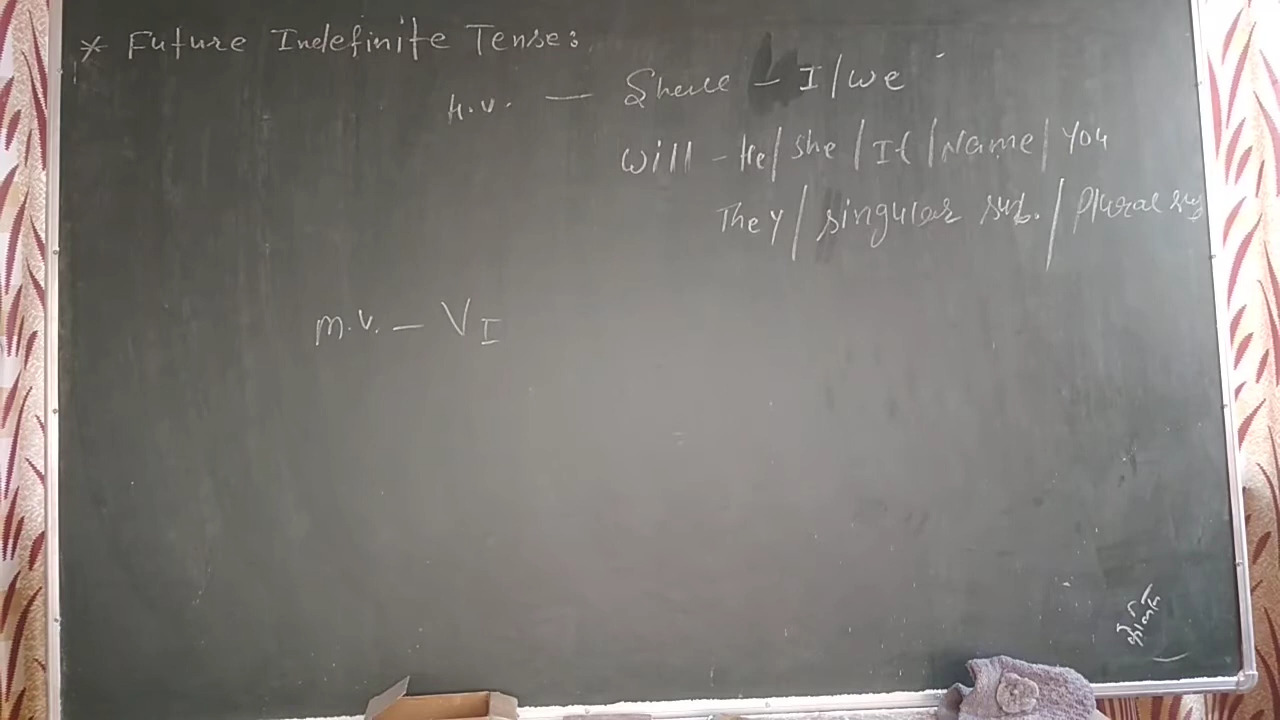 * Future Indefinite Tense:
H.V. — Shall - I/we
Will - He/She/It/Name/You
They/singular sub./Plural sub
M.V. — V I